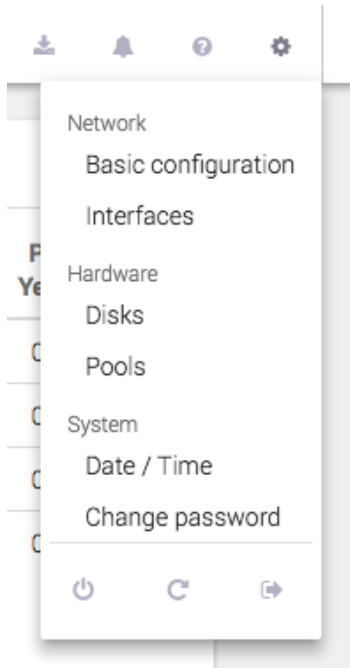 Network
Basic configuration
Interfaces
Hardware
Disks
Pools
System
Date / Time
Change password